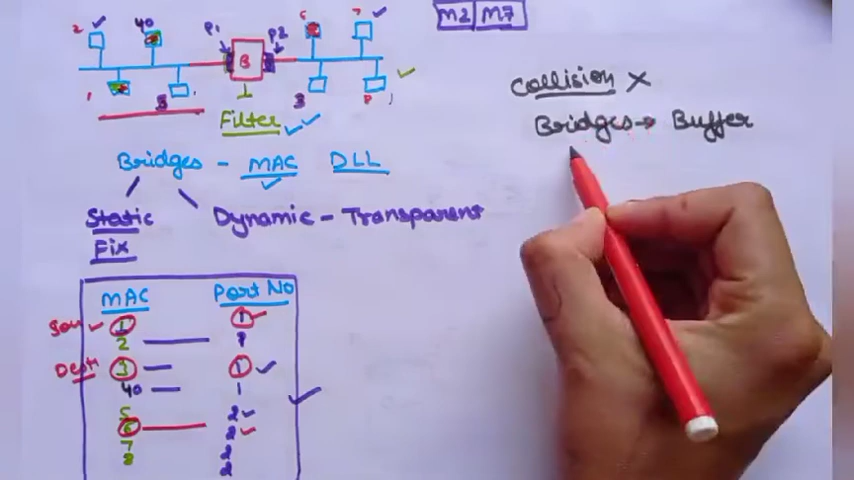 M2 M7
2 40 P1 B P2 6 7
1 3 3 8
Filter
Collision X
Bridges → Buffer
Bridges - MAC DLL
Static Dynamic - Transparent
Fix
MAC Port No
Sou 1 1
2 1
Dest 3 1
40 1
5 2
6 2
7 2
8 2